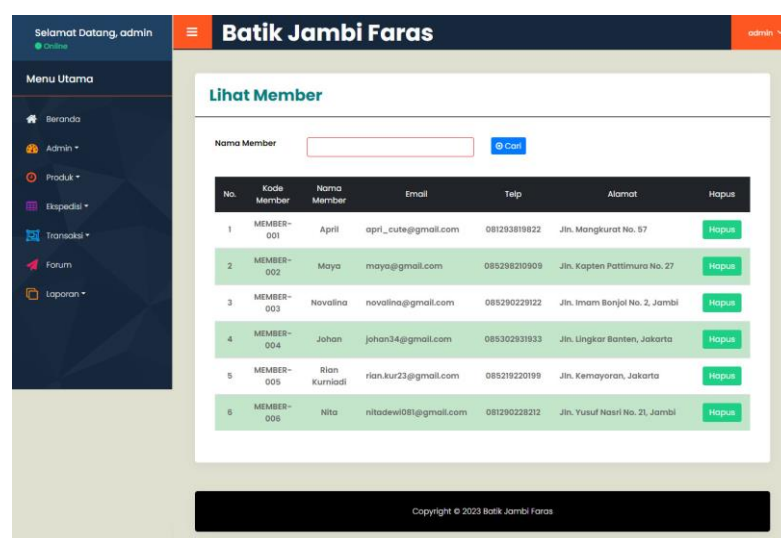 Selamat Datang, admin
Online
Batik Jambi Faras
admin
Menu Utama
Beranda
Admin
Produk
Ekspedisi
Transaksi
Forum
Laporan
Lihat Member
Nama Member
Cari
No. Kode Member Nama Member Email Telp Alamat Hapus
1 MEMBER-001 April apri_cute@gmail.com 081293819822 Jln. Mangkurat No. 57 Hapus
2 MEMBER-002 Maya maya@gmail.com 085298210909 Jln. Kapten Pattimura No. 27 Hapus
3 MEMBER-003 Novalina novalina@gmail.com 085290229122 Jln. Imam Bonjol No. 2, Jambi Hapus
4 MEMBER-004 Johan johan34@gmail.com 085302931933 Jln. Lingkar Banten, Jakarta Hapus
5 MEMBER-005 Rian Kurniadi rian.kur23@gmail.com 085219220199 Jln. Kemayoran, Jakarta Hapus
6 MEMBER-006 Nita nitadewi081@gmail.com 081290228212 Jln. Yusuf Nasri No. 21, Jambi Hapus
Copyright © 2023 Batik Jambi Faras